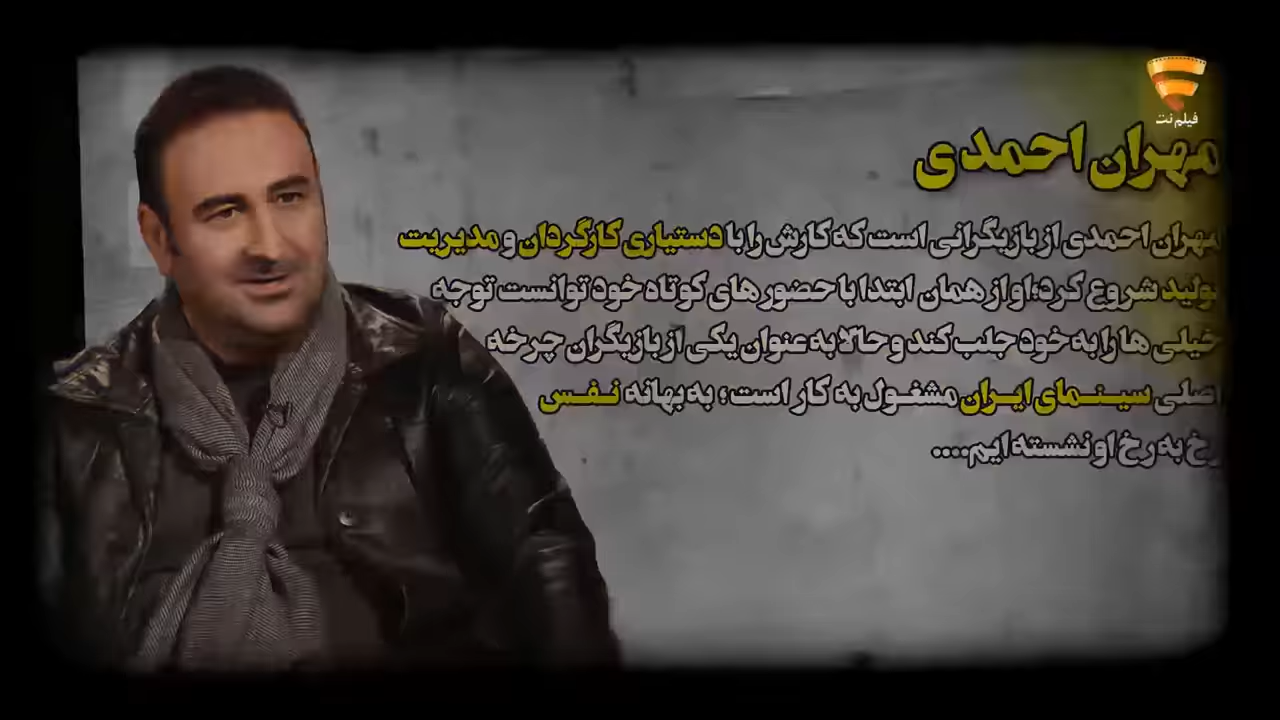 فیلم نت
مهران احمدی
مهران احمدی از بازیگرانی است که کارش را با دستیاری کارگردان و مدیریت
تولید شروع کرد؛ او از همان ابتدا با حضورهای کوتاه خود توانست توجه
خیلی ها را به خود جلب کند و حالا به عنوان یکی از بازیگران چرخه
اصلی سینمای ایران مشغول به کار است؛ به بهانه نفس
رخ به رخ او نشسته ایم....